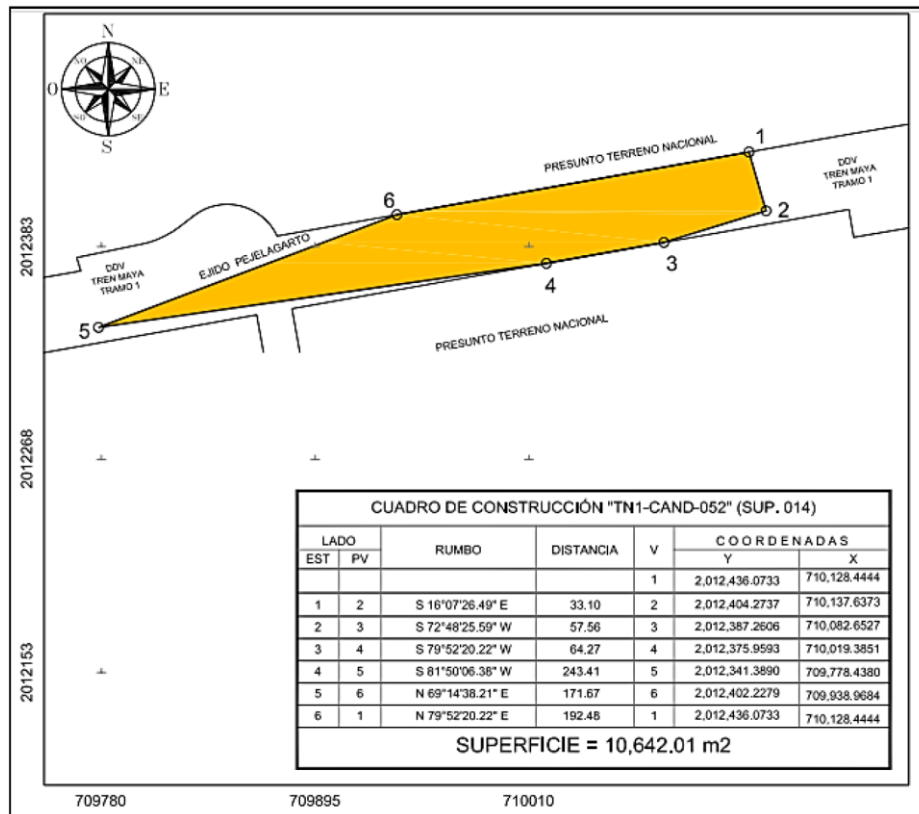 N
NO NE
O E
SO SE
S
1
PRESUNTO TERRENO NACIONAL
DDV
TREN MAYA
TRAMO 1
6
2
2012383
EJIDO PEJELAGARTO
DDV
TREN MAYA
TRAMO 1
3
4
5
PRESUNTO TERRENO NACIONAL
2012268
CUADRO DE CONSTRUCCIÓN "TN1-CAND-052" (SUP. 014)
LADO RUMBO DISTANCIA V COORDENADAS
EST PV Y X
1 2,012,436.0733 710,128.4444
1 2 S 16°07'26.49" E 33.10 2 2,012,404.2737 710,137.6373
2 3 S 72°48'25.59" W 57.56 3 2,012,387.2606 710,082.6527
3 4 S 79°52'20.22" W 64.27 4 2,012,375.9593 710,019.3851
4 5 S 81°50'06.38" W 243.41 5 2,012,341.3890 709,778.4380
5 6 N 69°14'38.21" E 171.67 6 2,012,402.2279 709,938.9684
6 1 N 79°52'20.22" E 192.48 1 2,012,436.0733 710,128.4444
SUPERFICIE = 10,642.01 m2
2012153
709780 709895 710010